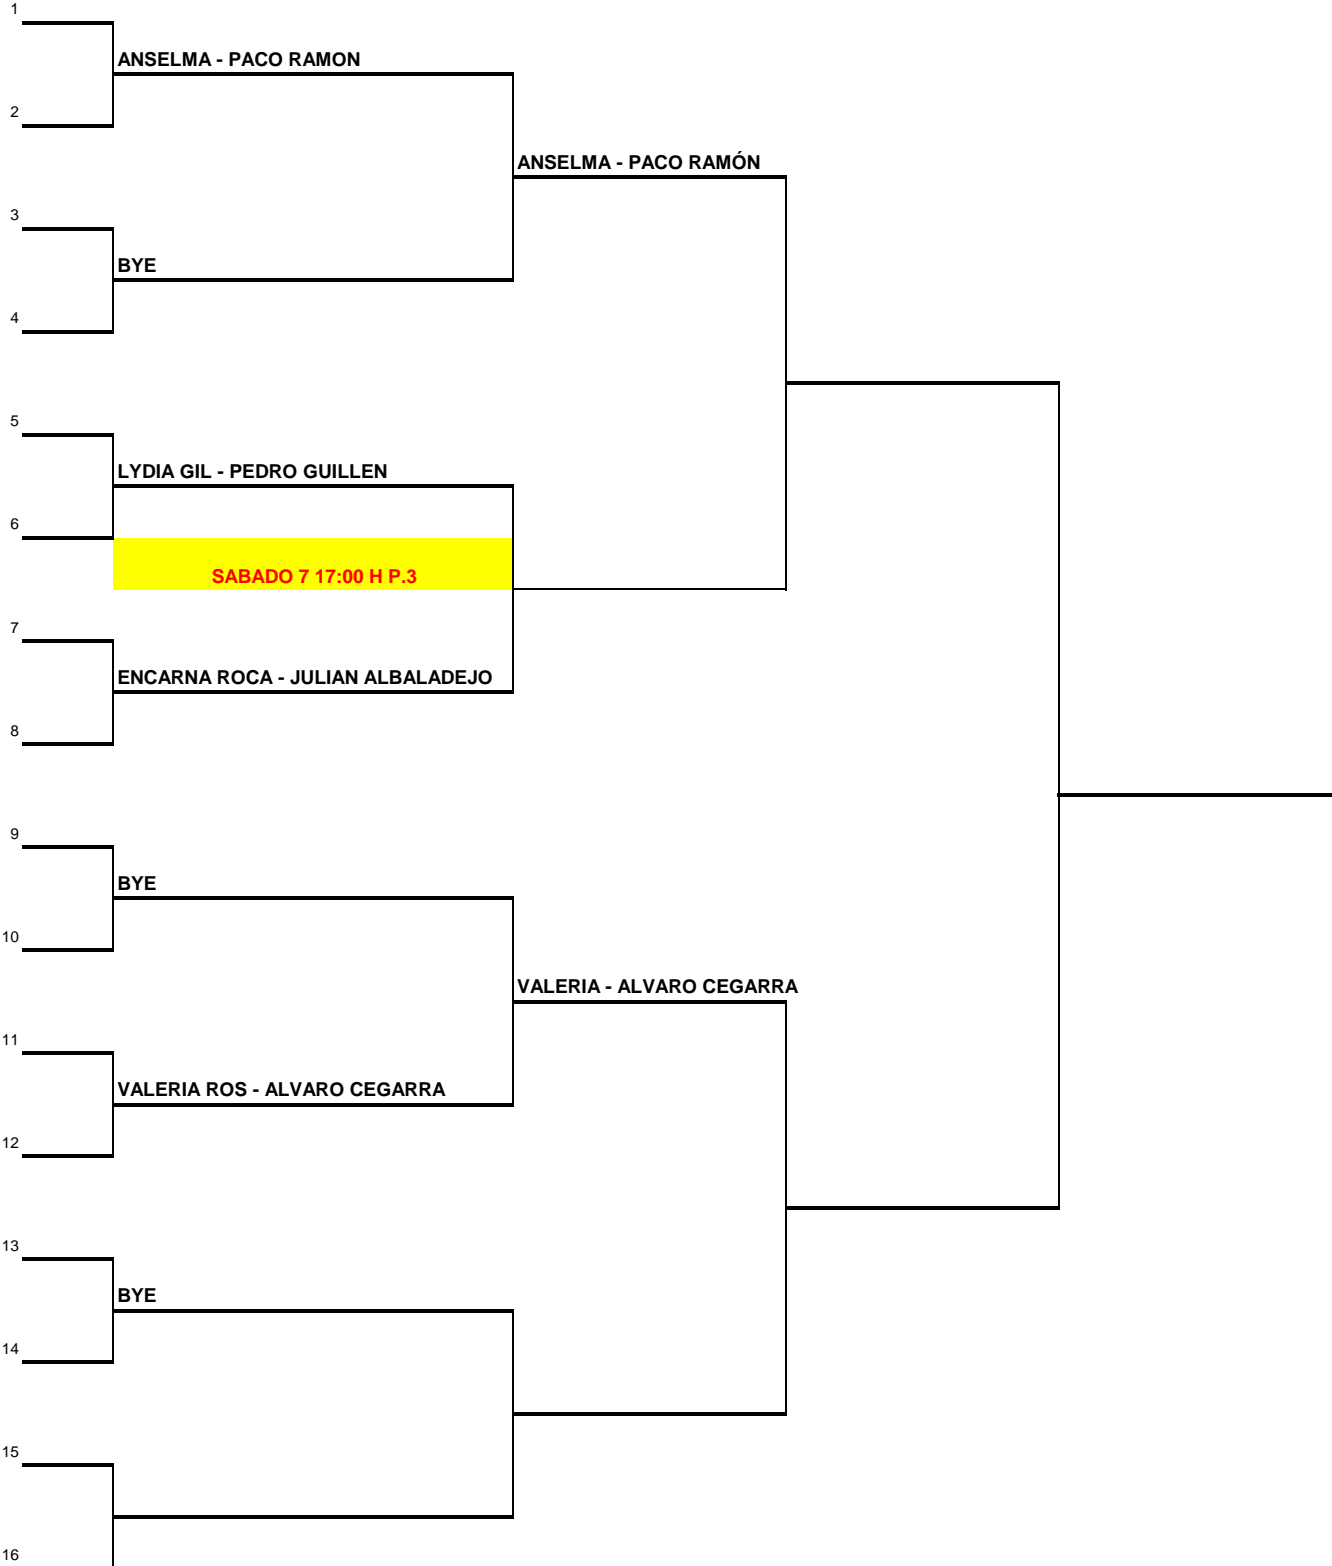 1
ANSELMA - PACO RAMON
2
ANSELMA - PACO RAMÓN
3
BYE
4
5
LYDIA GIL - PEDRO GUILLEN
6
SABADO 7 17:00 H P.3
7
ENCARNA ROCA - JULIAN ALBALADEJO
8
9
BYE
10
VALERIA - ALVARO CEGARRA
11
VALERIA ROS - ALVARO CEGARRA
12
13
BYE
14
15
16